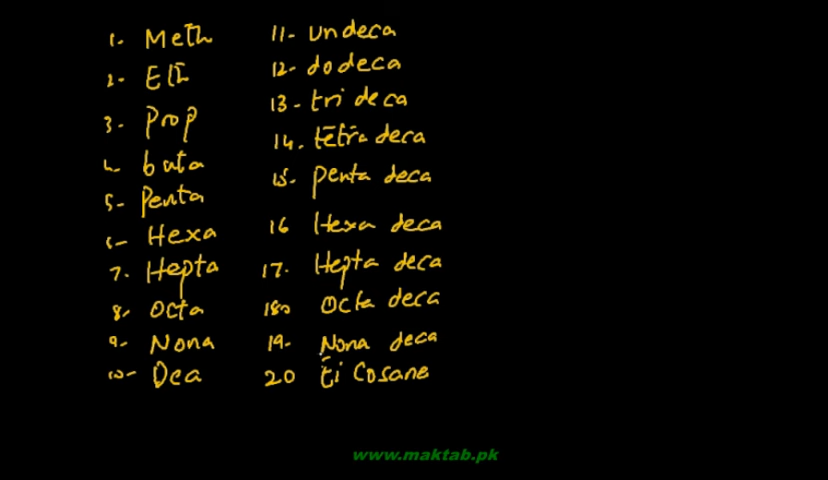 1- Meth
2- Eth
3- Prop
4- buta
5- Penta
6- Hexa
7- Hepta
8- Octa
9- Nona
10- Dca
11- undeca
12- dodeca
13- tri deca
14. tetra deca
15- penta deca
16 Hexa deca
17. Hepta deca
18- Octa deca
19- Nona deca
20 Ei Cosane
www.maktab.pk